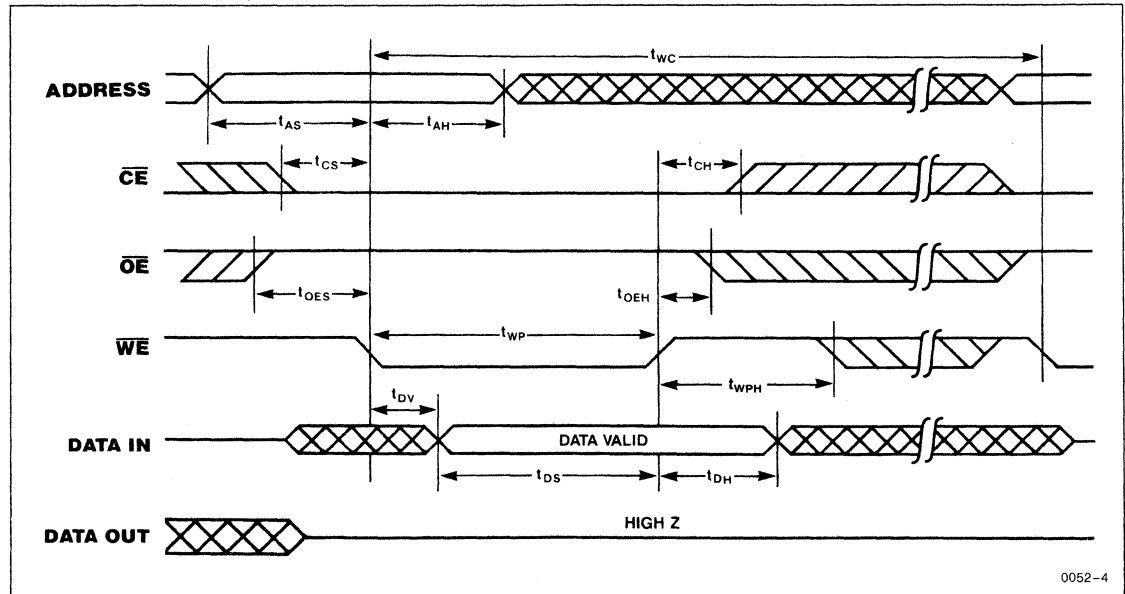 tWC
ADDRESS
tAS
tAH
CE
tCS
tCH
OE
tOES
tOEH
WE
tWP
tWPH
tDV
DATA IN
DATA VALID
tDS
tDH
DATA OUT
HIGH Z
0052-4